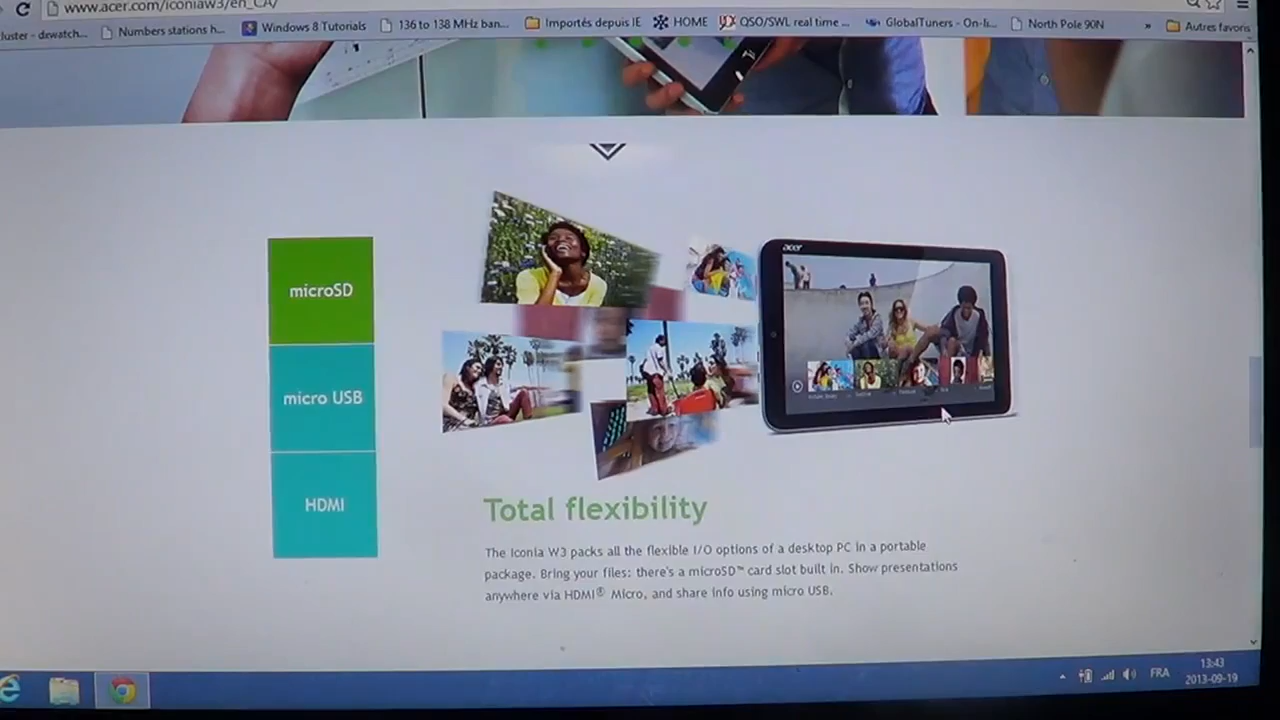 www.acer.com/iconiaw3/en_CA/
Numbers stations h...
Windows 8 Tutorials
136 to 138 MHz ban...
Importés depuis IE
HOME
QSO/SWL real time ...
GlobalTuners - On-li...
North Pole 90N
»
Autres favoris
acer
microSD
micro USB
HDMI
Total flexibility
The Iconia W3 packs all the flexible I/O options of a desktop PC in a portable
package. Bring your files: there's a microSD™ card slot built in. Show presentations
anywhere via HDMI® Micro, and share info using micro USB.
FRA
13:43
2013-09-19